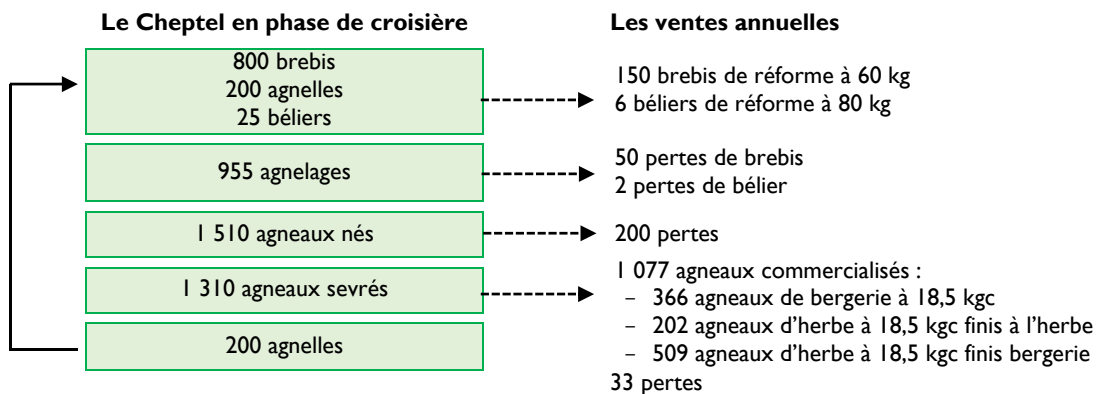 Le Cheptel en phase de croisière
800 brebis
200 agnelles
25 béliers
955 agnelages
1 510 agneaux nés
1 310 agneaux sevrés
200 agnelles
Les ventes annuelles
150 brebis de réforme à 60 kg
6 béliers de réforme à 80 kg
50 pertes de brebis
2 pertes de bélier
200 pertes
1 077 agneaux commercialisés :
– 366 agneaux de bergerie à 18,5 kgc
– 202 agneaux d’herbe à 18,5 kgc finis à l’herbe
– 509 agneaux d’herbe à 18,5 kgc finis bergerie
33 pertes